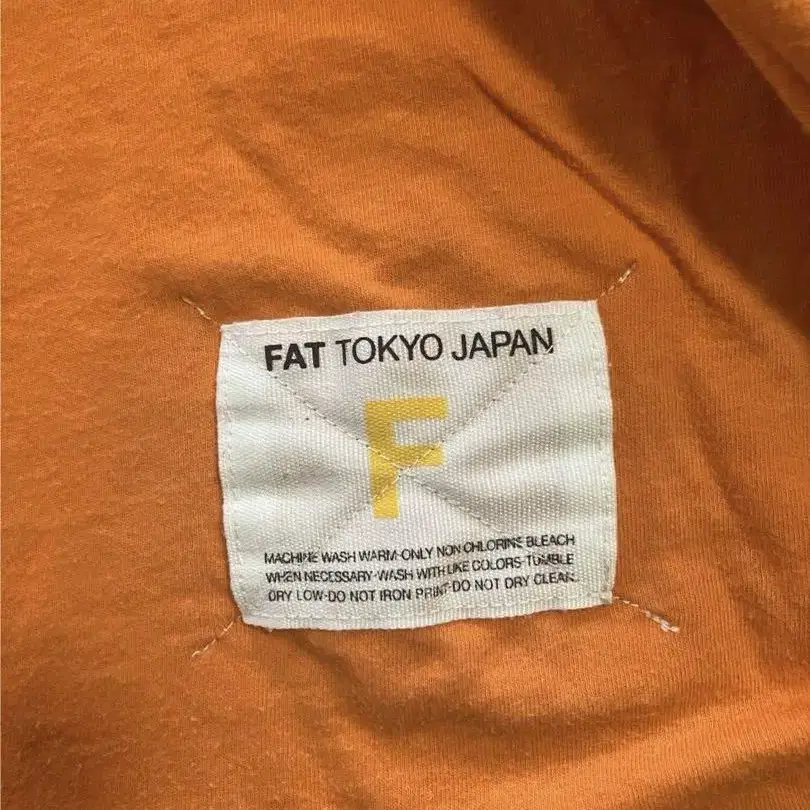 FAT TOKYO JAPAN
F
MACHINE WASH WARM·ONLY NON CHLORINE BLEACH
WHEN NECESSARY·WASH WITH LIKE COLORS·TUMBLE
DRY LOW·DO NOT IRON PRINT·DO NOT DRY CLEAN.